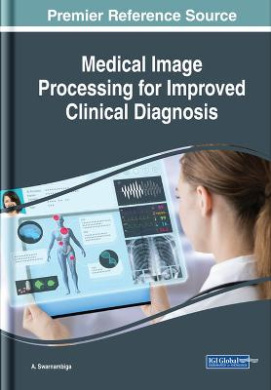 Premier Reference Source
Medical Image
Processing for Improved
Clinical Diagnosis
A. Swarnambiga
IGI Global